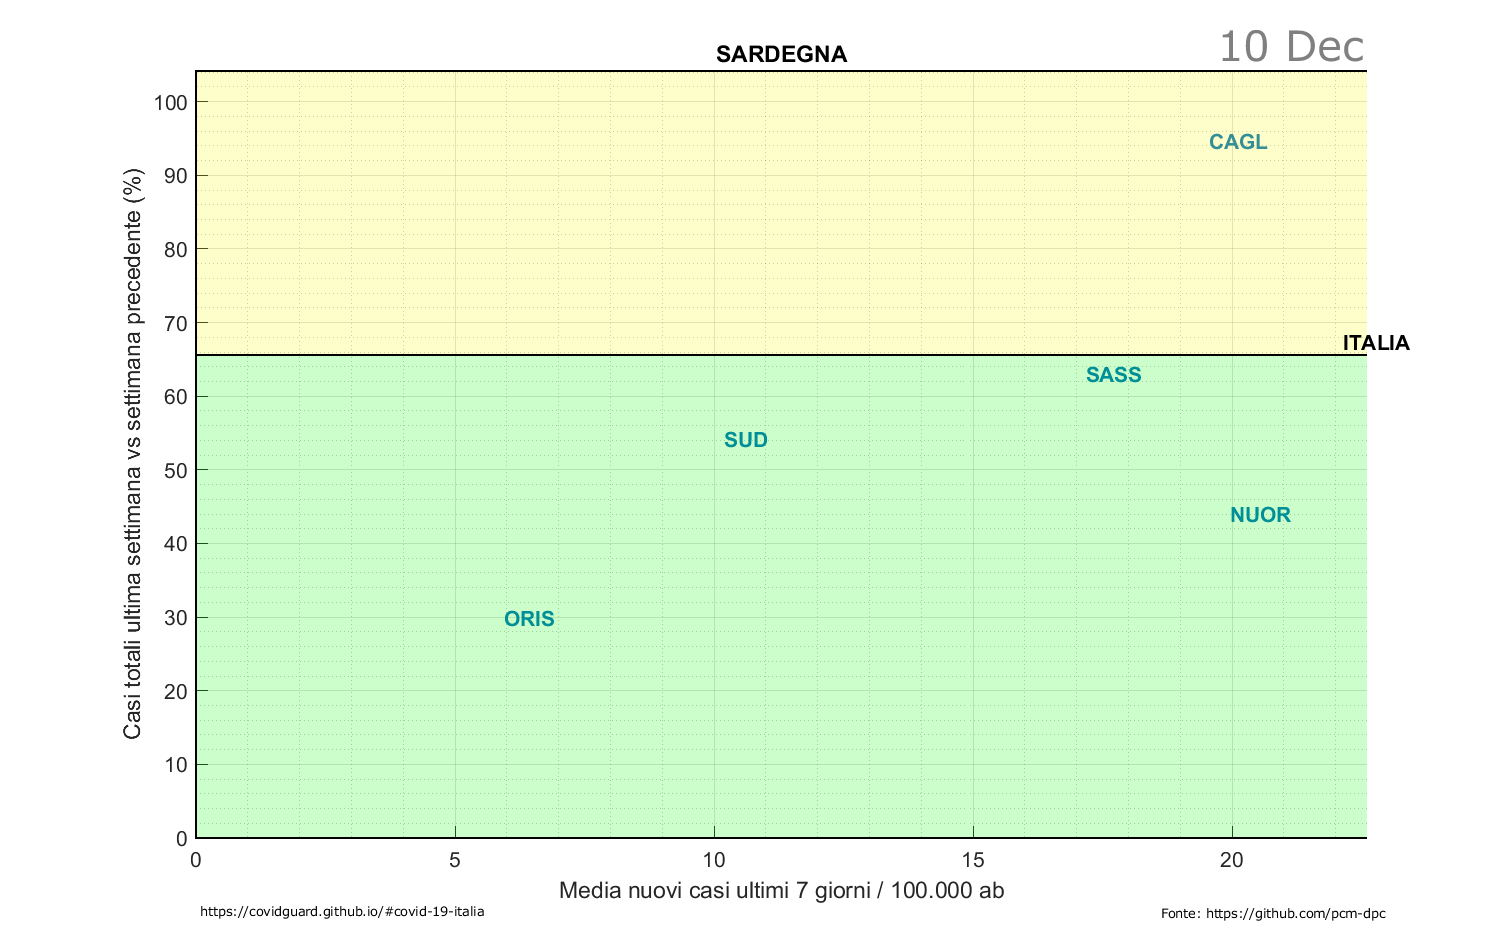 SARDEGNA
10 Dec
Casi totali ultima settimana vs settimana precedente (%)
100
90
80
70
60
50
40
30
20
10
0
CAGL
ITALIA
SASS
SUD
NUOR
ORIS
0 5 10 15 20
Media nuovi casi ultimi 7 giorni / 100.000 ab
https://covidguard.github.io/#covid-19-italia
Fonte: https://github.com/pcm-dpc